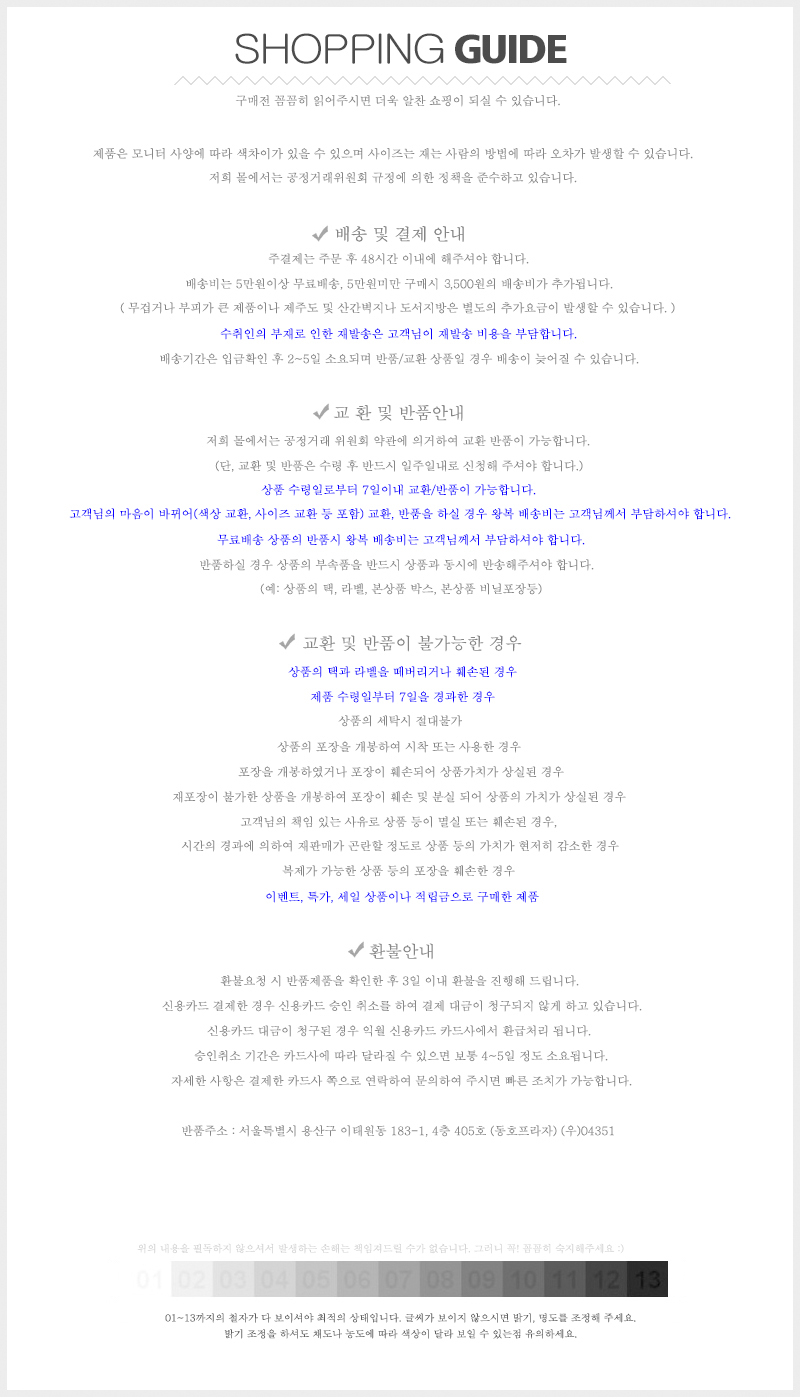 SHOPPING GUIDE
구매전 꼼꼼히 읽어주시면 더욱 알찬 쇼핑이 되실 수 있습니다.
제품은 모니터 사양에 따라 색차이가 있을 수 있으며 사이즈는 재는 사람의 방법에 따라 오차가 발생할 수 있습니다.
저희 몰에서는 공정거래위원회 규정에 의한 정책을 준수하고 있습니다.
배송 및 결제 안내
주결제는 주문 후 48시간 이내에 해주셔야 합니다.
배송비는 5만원이상 무료배송, 5만원미만 구매시 3,500원의 배송비가 추가됩니다.
( 무겁거나 부피가 큰 제품이나 제주도 및 산간벽지나 도서지방은 별도의 추가요금이 발생할 수 있습니다. )
수취인의 부재로 인한 재발송은 고객님이 재발송 비용을 부담합니다.
배송기간은 입금확인 후 2~5일 소요되며 반품/교환 상품일 경우 배송이 늦어질 수 있습니다.
교 환 및 반품안내
저희 몰에서는 공정거래 위원회 약관에 의거하여 교환 반품이 가능합니다.
(단, 교환 및 반품은 수령 후 반드시 일주일내로 신청해 주셔야 합니다.)
상품 수령일로부터 7일이내 교환/반품이 가능합니다.
고객님의 마음이 바뀌어(색상 교환, 사이즈 교환 등 포함) 교환, 반품을 하실 경우 왕복 배송비는 고객님께서 부담하셔야 합니다.
무료배송 상품의 반품시 왕복 배송비는 고객님께서 부담하셔야 합니다.
반품하실 경우 상품의 부속품을 반드시 상품과 동시에 반송해주셔야 합니다.
(예: 상품의 택, 라벨, 본상품 박스, 본상품 비닐포장등)
교환 및 반품이 불가능한 경우
상품의 택과 라벨을 떼버리거나 훼손된 경우
제품 수령일부터 7일을 경과한 경우
상품의 세탁시 절대불가
상품의 포장을 개봉하여 시착 또는 사용한 경우
포장을 개봉하였거나 포장이 훼손되어 상품가치가 상실된 경우
재포장이 불가한 상품을 개봉하여 포장이 훼손 및 분실 되어 상품의 가치가 상실된 경우
고객님의 책임 있는 사유로 상품 등이 멸실 또는 훼손된 경우,
시간의 경과에 의하여 재판매가 곤란할 정도로 상품 등의 가치가 현저히 감소한 경우
복제가 가능한 상품 등의 포장을 훼손한 경우
이벤트, 특가, 세일 상품이나 적립금으로 구매한 제품
환불안내
환불요청 시 반품제품을 확인한 후 3일 이내 환불을 진행해 드립니다.
신용카드 결제한 경우 신용카드 승인 취소를 하여 결제 대금이 청구되지 않게 하고 있습니다.
신용카드 대금이 청구된 경우 익월 신용카드 카드사에서 환급처리 됩니다.
승인취소 기간은 카드사에 따라 달라질 수 있으면 보통 4~5일 정도 소요됩니다.
자세한 사항은 결제한 카드사 쪽으로 연락하여 문의하여 주시면 빠른 조치가 가능합니다.
반품주소 : 서울특별시 용산구 이태원동 183-1, 4층 405호 (동호프라자) (우)04351
위의 내용을 필독하지 않으셔서 발생하는 손해는 책임져드릴 수가 없습니다. 그러니 꼭! 꼼꼼히 숙지해주세요 :)
01 02 03 04 05 06 07 08 09 10 11 12 13
01~13까지의 첨자가 다 보이셔야 최적의 상태입니다. 글씨가 보이지 않으시면 밝기, 명도를 조정해 주세요.
밝기 조정을 하셔도 채도나 농도에 따라 색상이 달라 보일 수 있는점 유의하세요.